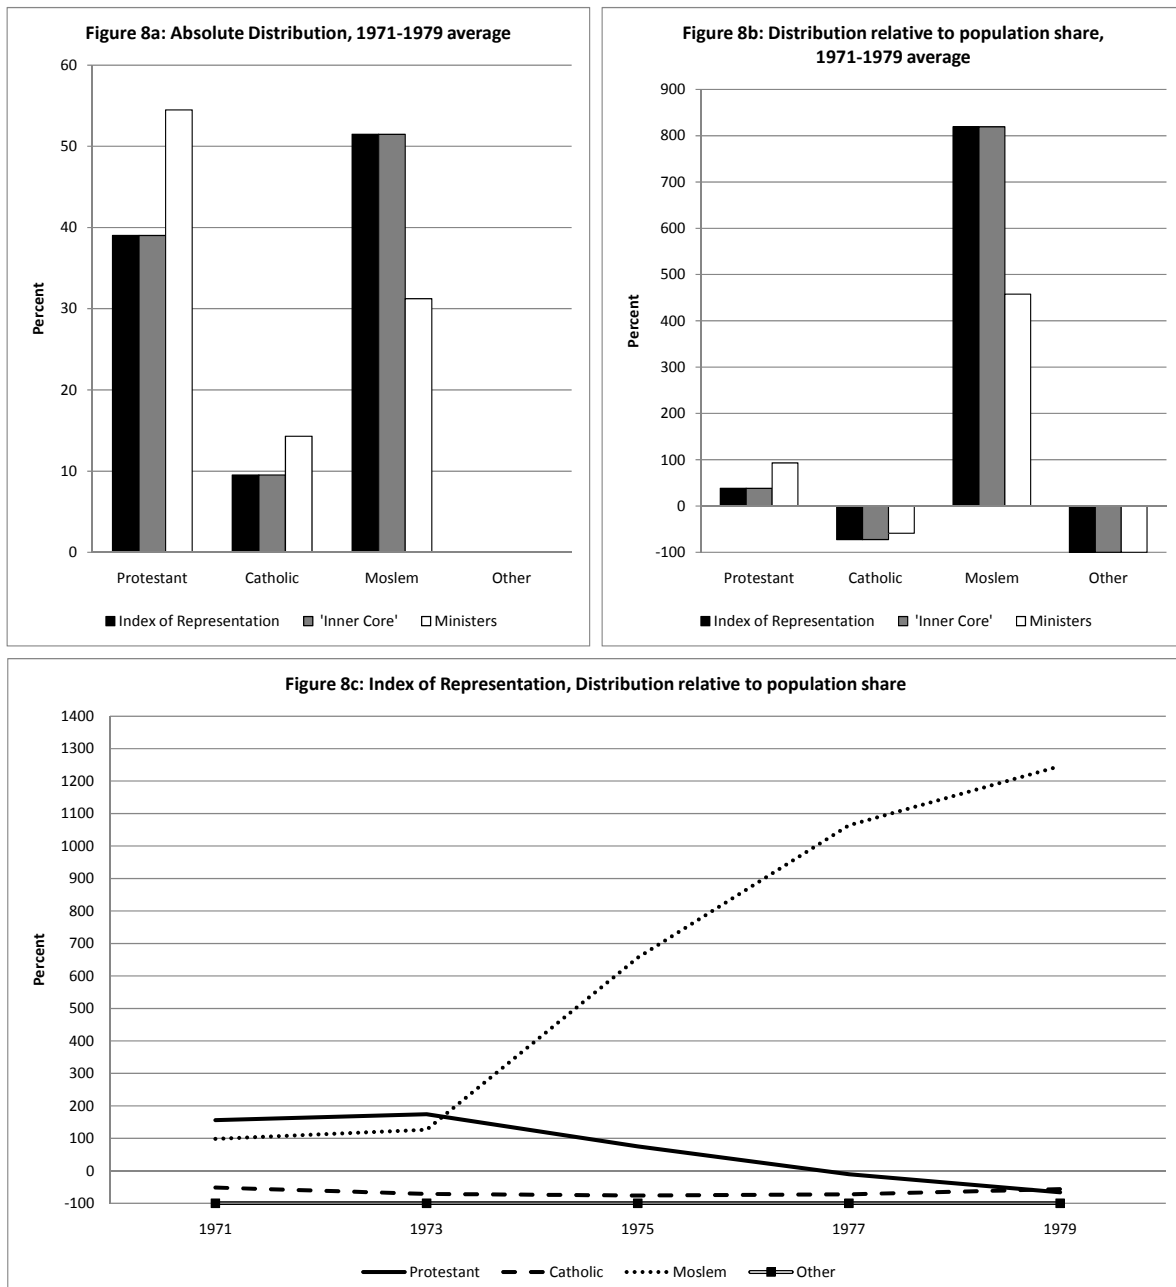 Figure 8a: Absolute Distribution, 1971-1979 average
60
50
40
30
20
10
0
Percent
Protestant Catholic Moslem Other
Index of Representation 'Inner Core' Ministers
Figure 8b: Distribution relative to population share,
1971-1979 average
900
800
700
600
500
400
300
200
100
0
-100
Percent
Protestant Catholic Moslem Other
Index of Representation 'Inner Core' Ministers
Figure 8c: Index of Representation, Distribution relative to population share
1400
1300
1200
1100
1000
900
800
700
600
500
400
300
200
100
0
-100
Percent
1971 1973 1975 1977 1979
Protestant Catholic Moslem Other